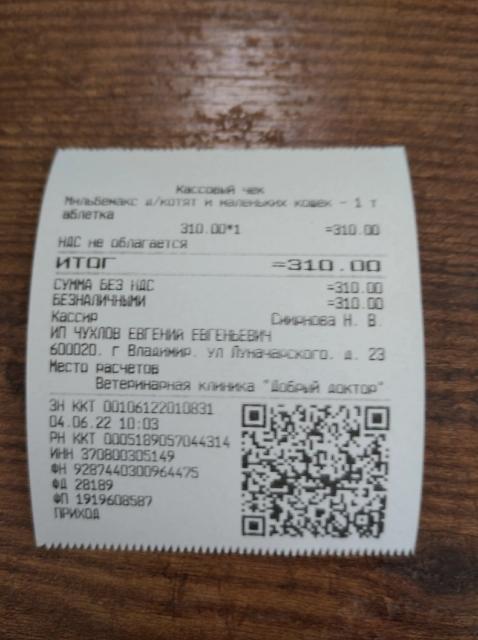 Кассовый чек
Мильбемакс д/котят и маленьких кошек - 1 т
аблетка
310.00*1 =310.00
НДС не облагается
ИТОГ =310.00
СУММА БЕЗ НДС =310.00
БЕЗНАЛИЧНЫМИ =310.00
Кассир Смирнова Н. В.
ИП ЧУХЛОВ ЕВГЕНИЙ ЕВГЕНЬЕВИЧ
600020, г Владимир, ул Луначарского, д. 23
Место расчетов
Ветеринарная клиника "Добрый доктор"
ЗН ККТ 00106122010831
04.06.22 10:03
РН ККТ 0005189057044314
ИНН 370800305149
ФН 9287440300964475
ФД 28189
ФП 1919608587
ПРИХОД